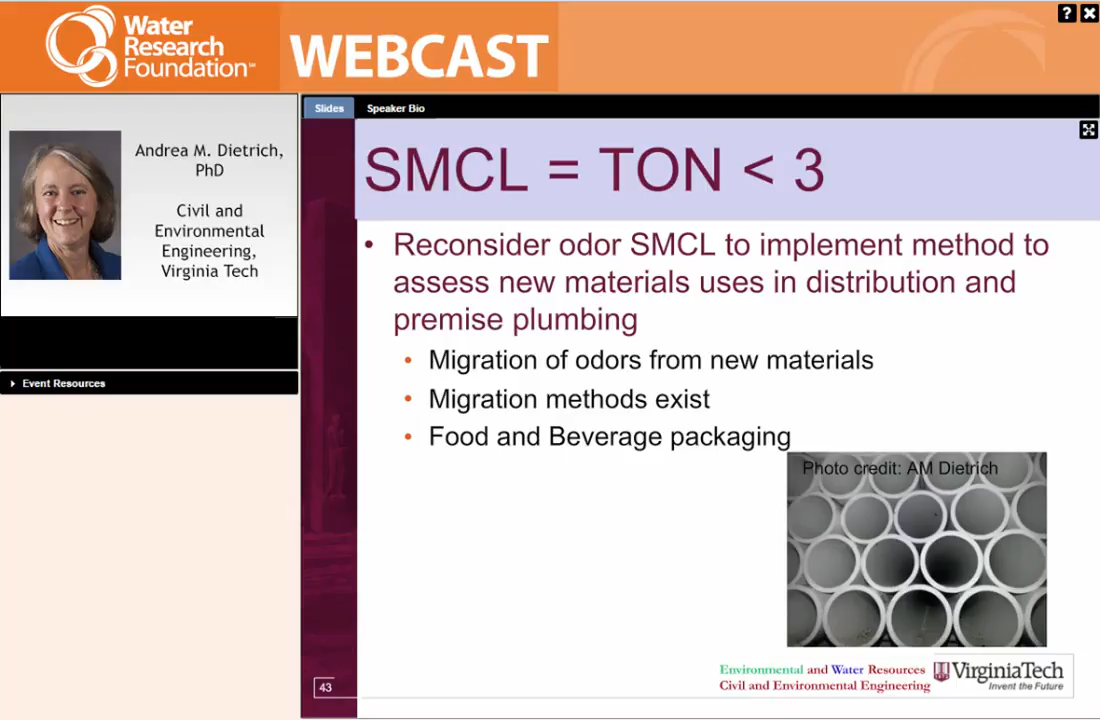 Water
Research
Foundation™
WEBCAST
? ×
Andrea M. Dietrich,
PhD
Civil and
Environmental
Engineering,
Virginia Tech
Event Resources
Slides Speaker Bio
SMCL = TON < 3
• Reconsider odor SMCL to implement method to
assess new materials uses in distribution and
premise plumbing
• Migration of odors from new materials
• Migration methods exist
• Food and Beverage packaging
Photo credit: AM Dietrich
43
Environmental and Water Resources
Civil and Environmental Engineering
VirginiaTech
Invent the Future